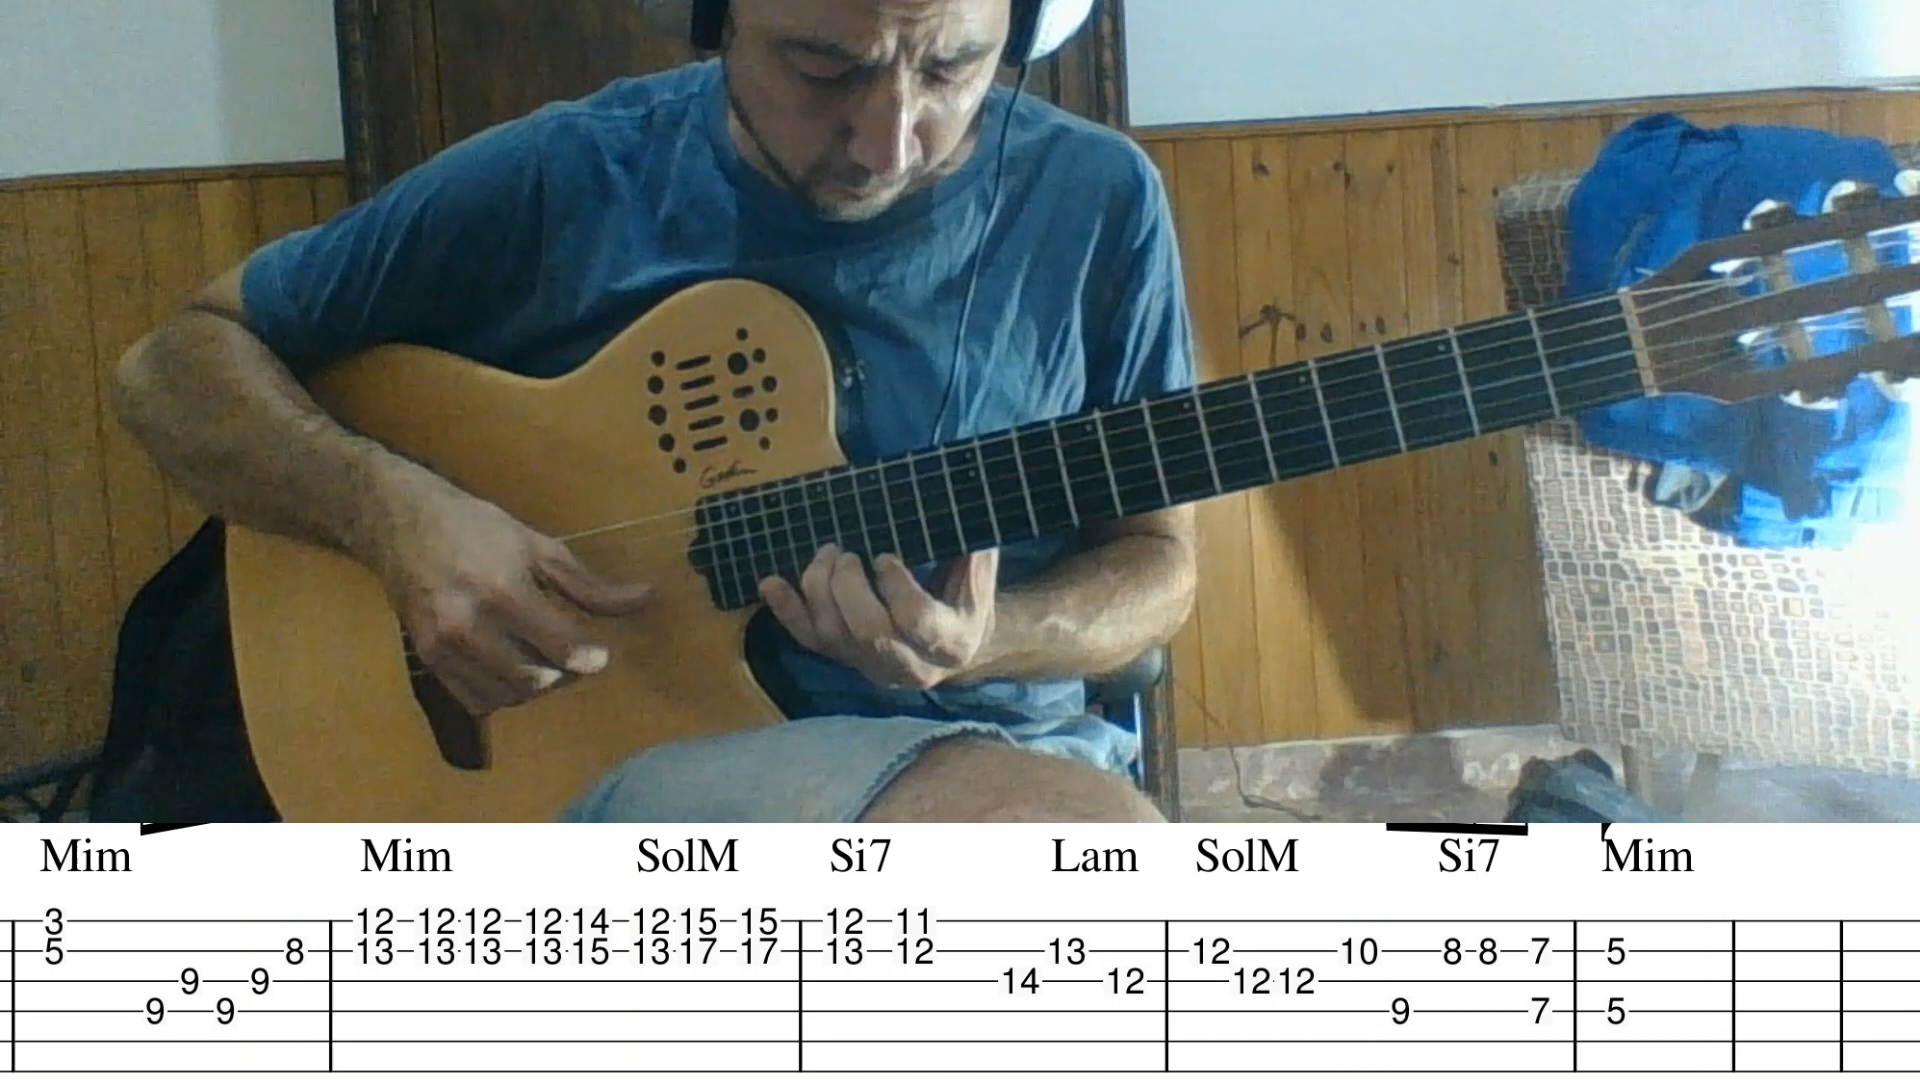 Godin
Mim Mim SolM Si7 Lam SolM Si7 Mim
3 12 12 12 12 14 12 15 15 12 11
5 8 13 13 13 13 15 13 17 17 13 12 13 12 10 8 8 7 5
9 9 14 12 12 12
9 9 9 7 5